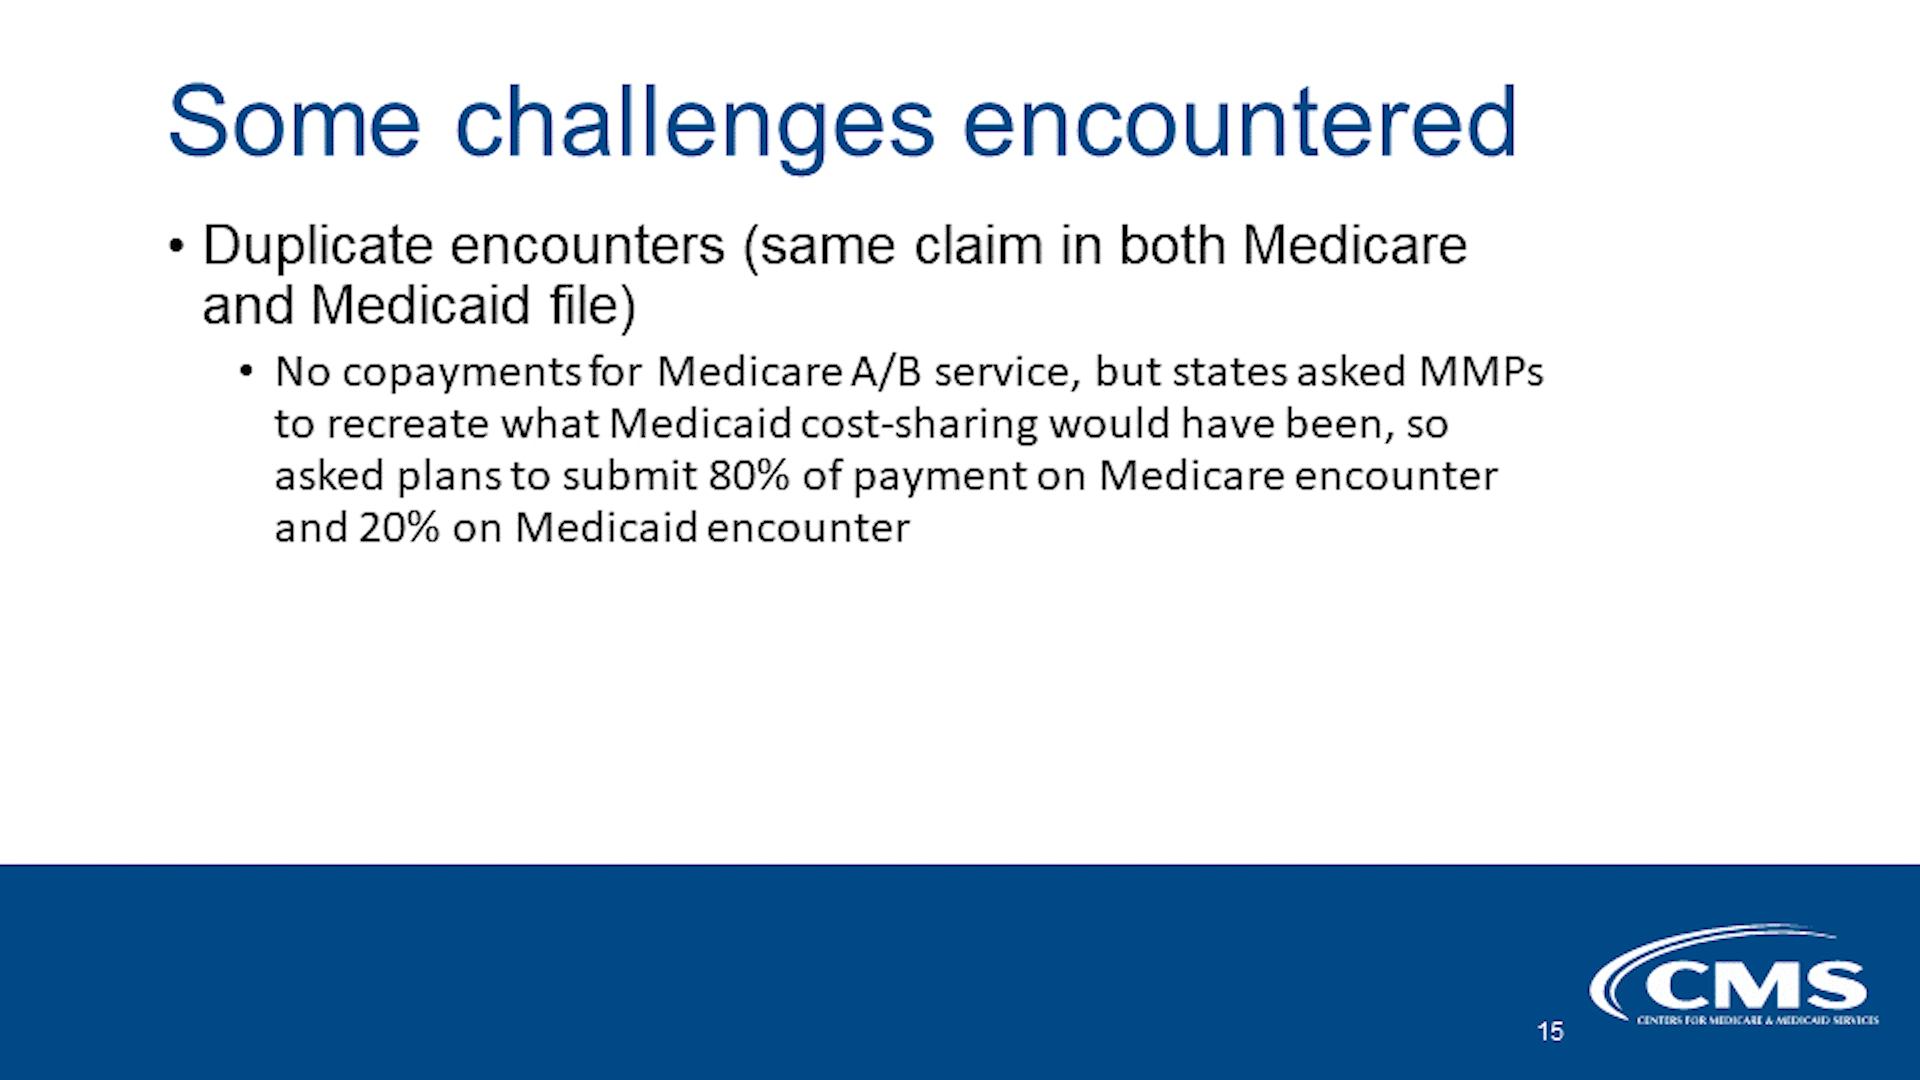 Some challenges encountered
• Duplicate encounters (same claim in both Medicare
and Medicaid file)
• No copayments for Medicare A/B service, but states asked MMPs
to recreate what Medicaid cost-sharing would have been, so
asked plans to submit 80% of payment on Medicare encounter
and 20% on Medicaid encounter
CMS
CENTERS FOR MEDICARE & MEDICAID SERVICES
15